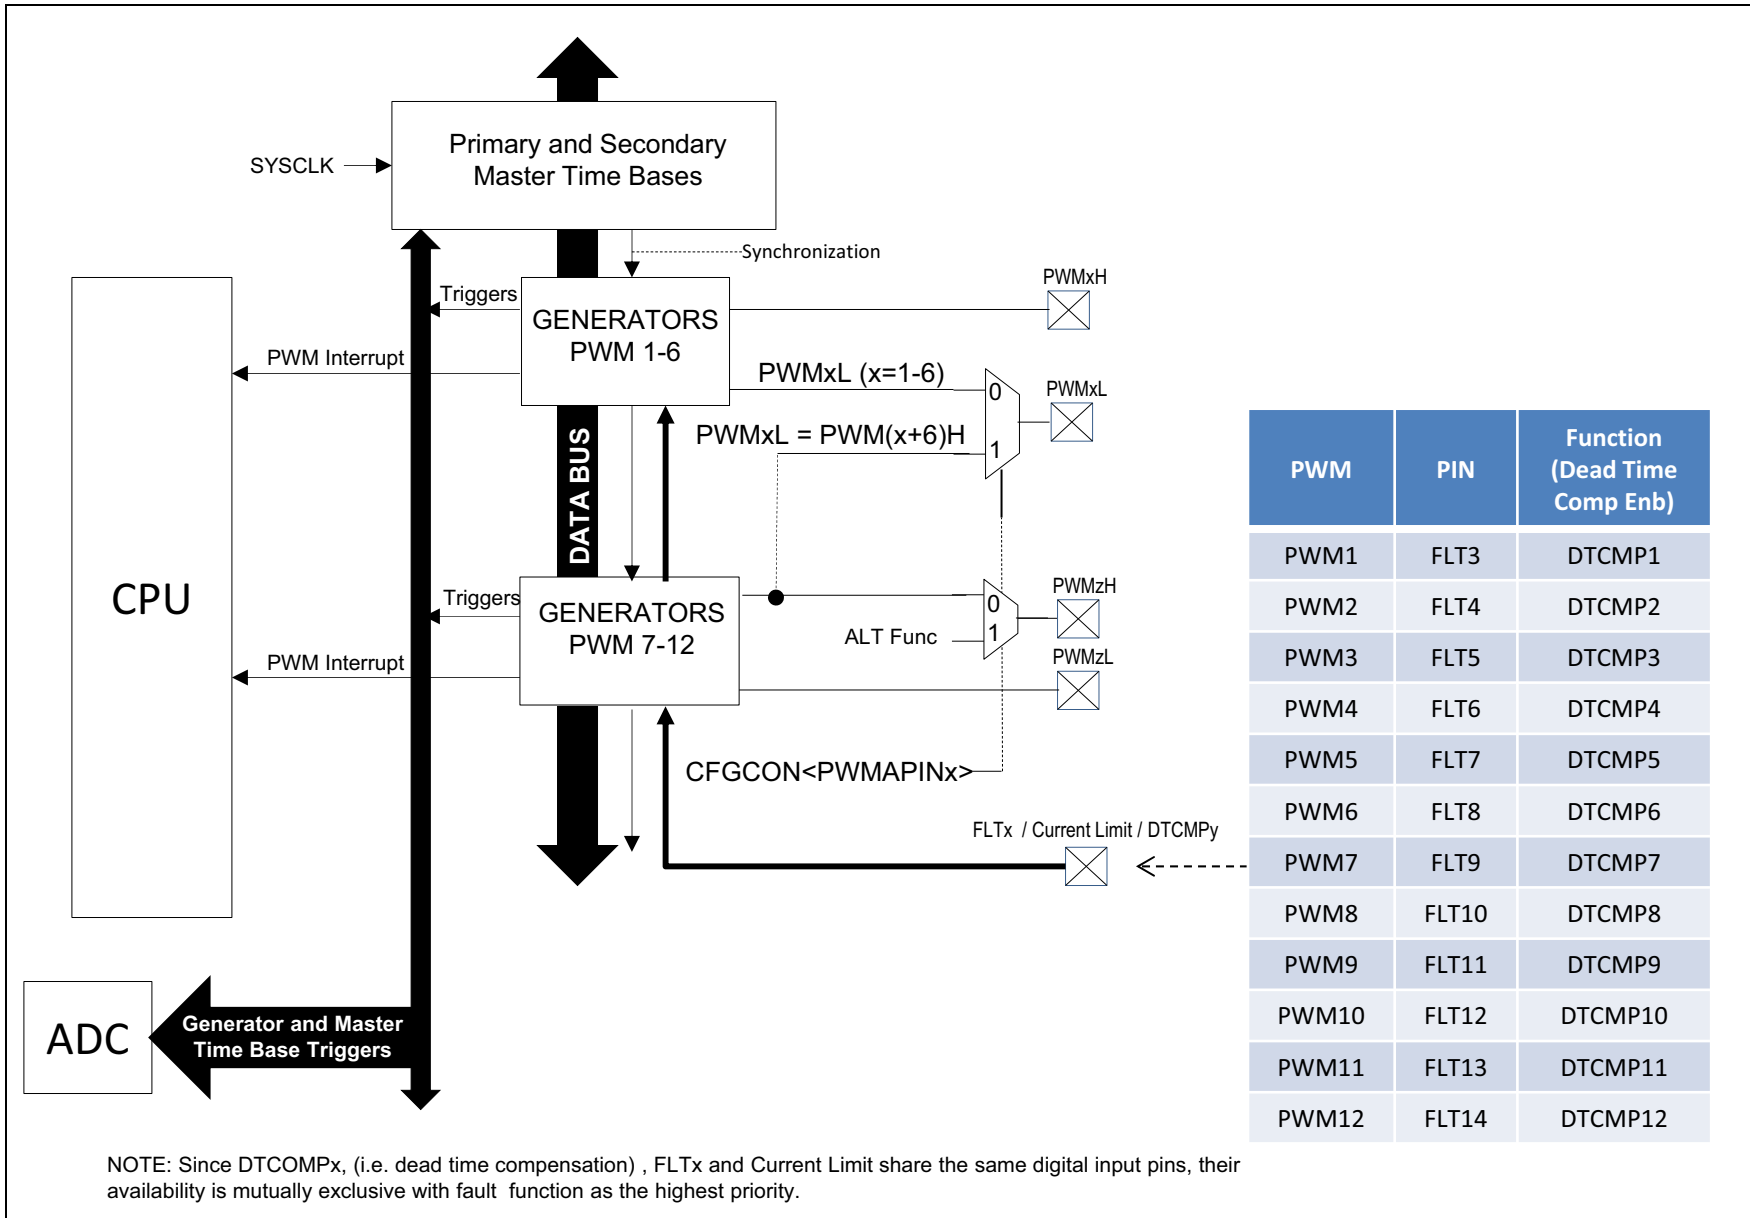 Primary and Secondary
Master Time Bases
SYSCLK
Synchronization
Triggers
GENERATORS
PWM 1-6
PWMxH
PWM Interrupt
PWMxL (x=1-6)
0
PWMxL
PWMxL = PWM(x+6)H
1
DATA BUS
CPU
Triggers
GENERATORS
PWM 7-12
0
PWMzH
ALT Func
1
PWM Interrupt
PWMzL
CFGCON<PWMAPINx>
FLTx / Current Limit / DTCMPy
ADC
Generator and Master
Time Base Triggers
PWM PIN Function
(Dead Time
Comp Enb)
PWM1 FLT3 DTCMP1
PWM2 FLT4 DTCMP2
PWM3 FLT5 DTCMP3
PWM4 FLT6 DTCMP4
PWM5 FLT7 DTCMP5
PWM6 FLT8 DTCMP6
PWM7 FLT9 DTCMP7
PWM8 FLT10 DTCMP8
PWM9 FLT11 DTCMP9
PWM10 FLT12 DTCMP10
PWM11 FLT13 DTCMP11
PWM12 FLT14 DTCMP12
NOTE: Since DTCOMPx, (i.e. dead time compensation) , FLTx and Current Limit share the same digital input pins, their
availability is mutually exclusive with fault function as the highest priority.